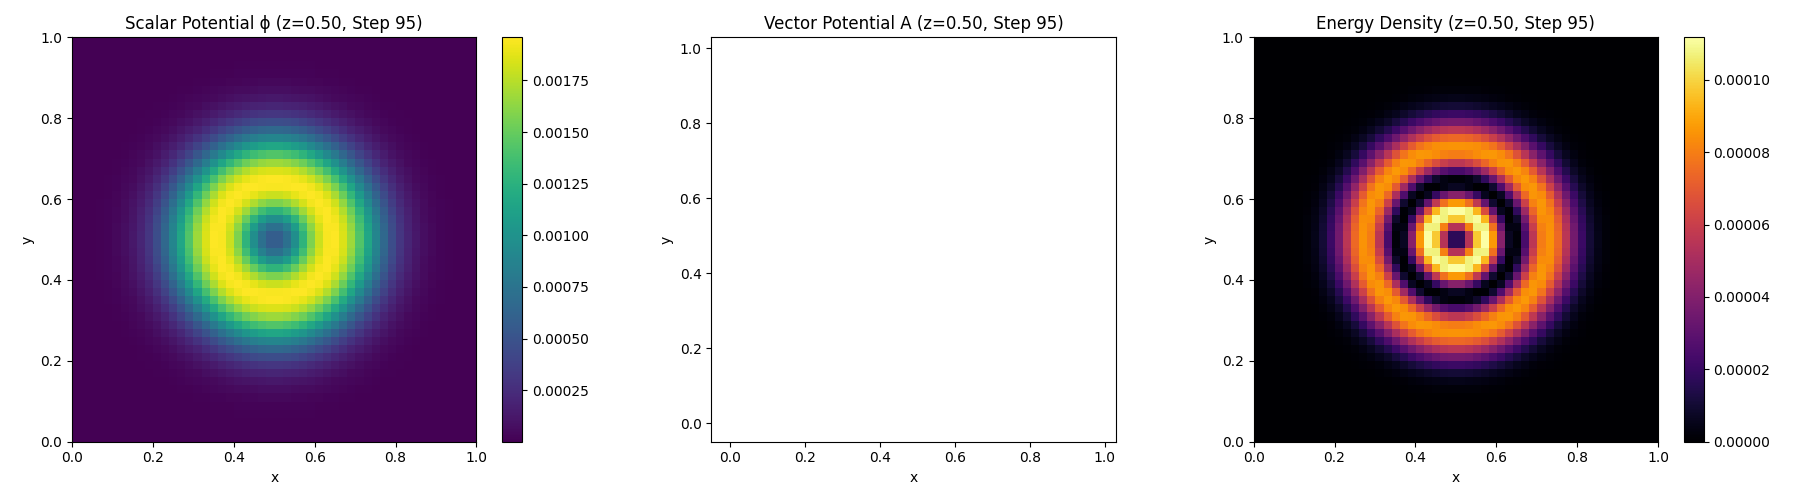 Scalar Potential ϕ (z=0.50, Step 95)
1.0
0.8
0.6
0.4
0.2
0.0
y
0.0 0.2 0.4 0.6 0.8 1.0
x
0.00175
0.00150
0.00125
0.00100
0.00075
0.00050
0.00025
Vector Potential A (z=0.50, Step 95)
1.0
0.8
0.6
0.4
0.2
0.0
y
0.0 0.2 0.4 0.6 0.8 1.0
x
Energy Density (z=0.50, Step 95)
1.0
0.8
0.6
0.4
0.2
0.0
y
0.0 0.2 0.4 0.6 0.8 1.0
x
0.00010
0.00008
0.00006
0.00004
0.00002
0.00000